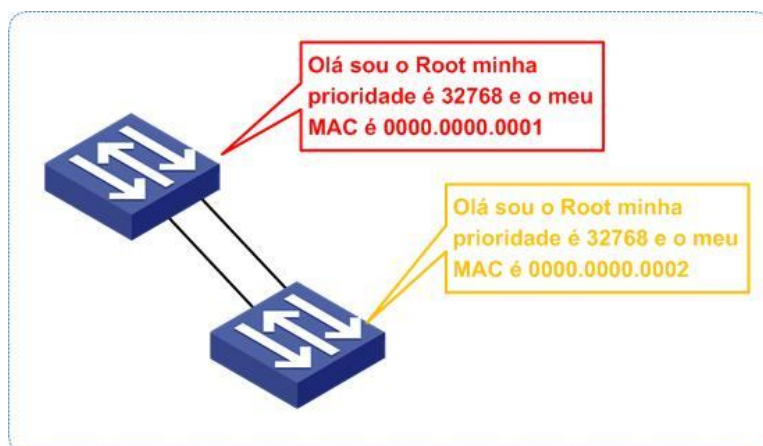 Olá sou o Root minha
prioridade é 32768 e o meu
MAC é 0000.0000.0001
Olá sou o Root minha
prioridade é 32768 e o meu
MAC é 0000.0000.0002